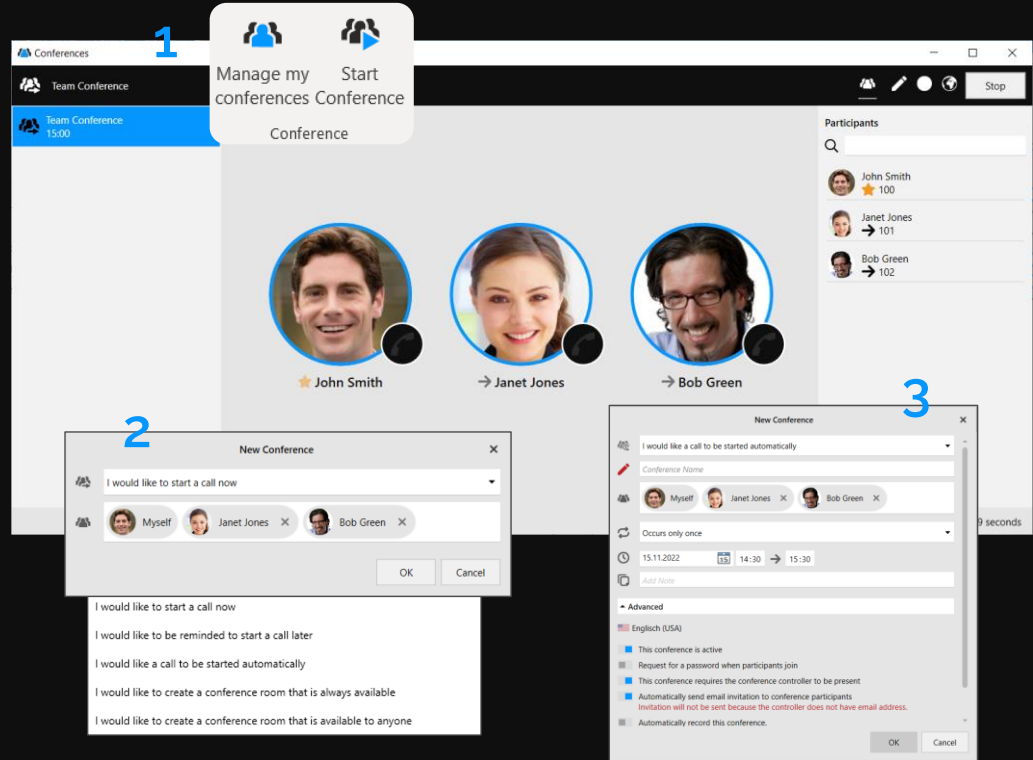 1
Manage my
conferences
Start
Conference
Conference
Conferences
Team Conference
Stop
Team Conference
15:00
Participants
John Smith
100
Janet Jones
101
Bob Green
102
John Smith
Janet Jones
Bob Green
9 seconds
2
New Conference
I would like to start a call now
Myself Janet Jones Bob Green
OK Cancel
I would like to start a call now
I would like to be reminded to start a call later
I would like a call to be started automatically
I would like to create a conference room that is always available
I would like to create a conference room that is available to anyone
3
New Conference
I would like a call to be started automatically
Conference Name
Myself Janet Jones Bob Green
Occurs only once
15.11.2022 15 14:30 15:30
Add Note
Advanced
Englisch (USA)
This conference is active
Request for a password when participants join
This conference requires the conference controller to be present
Automatically send email invitation to conference participants
Invitation will not be sent because the controller does not have email address.
Automatically record this conference.
OK Cancel